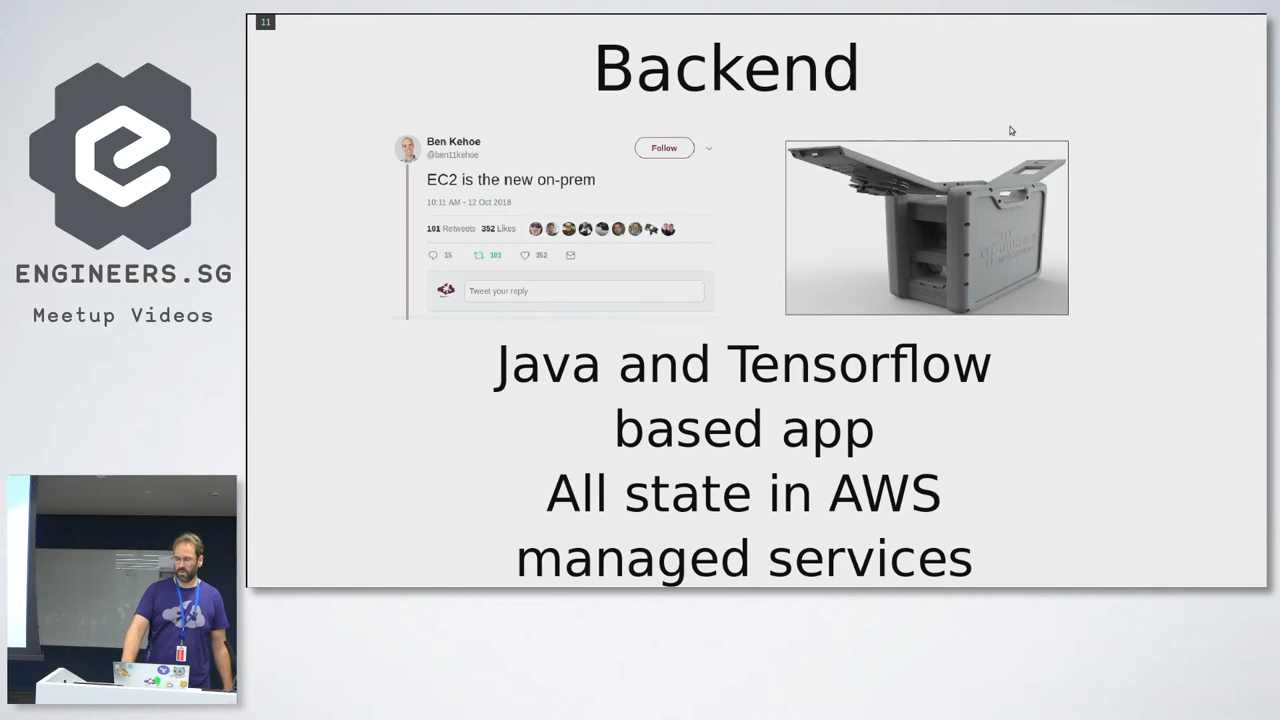 11
Backend
ENGINEERS.SG
Meetup Videos
Ben Kehoe
@ben11kehoe
Follow
EC2 is the new on-prem
10:11 AM - 12 Oct 2018
101 Retweets 352 Likes
15 101 352
Tweet your reply
Java and Tensorflow
based app
All state in AWS
managed services